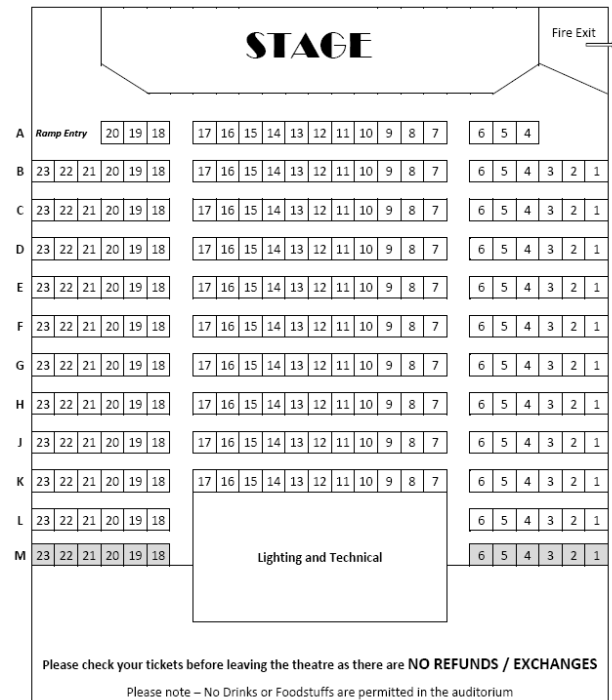 STAGE
Fire Exit
A Ramp Entry 20 19 18 17 16 15 14 13 12 11 10 9 8 7 6 5 4
B 23 22 21 20 19 18 17 16 15 14 13 12 11 10 9 8 7 6 5 4 3 2 1
C 23 22 21 20 19 18 17 16 15 14 13 12 11 10 9 8 7 6 5 4 3 2 1
D 23 22 21 20 19 18 17 16 15 14 13 12 11 10 9 8 7 6 5 4 3 2 1
E 23 22 21 20 19 18 17 16 15 14 13 12 11 10 9 8 7 6 5 4 3 2 1
F 23 22 21 20 19 18 17 16 15 14 13 12 11 10 9 8 7 6 5 4 3 2 1
G 23 22 21 20 19 18 17 16 15 14 13 12 11 10 9 8 7 6 5 4 3 2 1
H 23 22 21 20 19 18 17 16 15 14 13 12 11 10 9 8 7 6 5 4 3 2 1
J 23 22 21 20 19 18 17 16 15 14 13 12 11 10 9 8 7 6 5 4 3 2 1
K 23 22 21 20 19 18 17 16 15 14 13 12 11 10 9 8 7 6 5 4 3 2 1
L 23 22 21 20 19 18 6 5 4 3 2 1
M 23 22 21 20 19 18 Lighting and Technical 6 5 4 3 2 1
Please check your tickets before leaving the theatre as there are NO REFUNDS / EXCHANGES
Please note – No Drinks or Foodstuffs are permitted in the auditorium